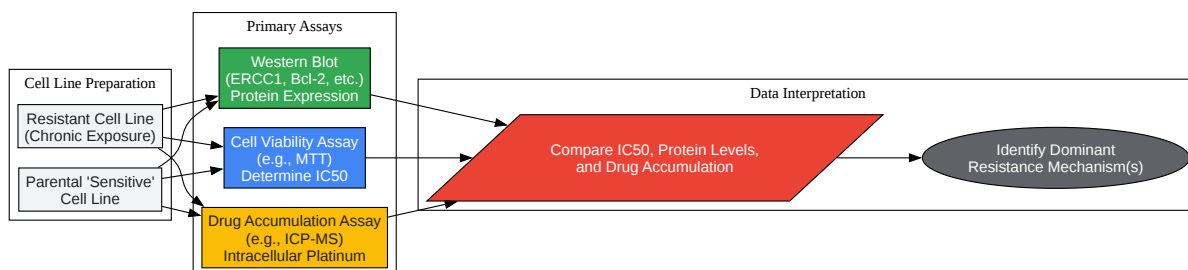 Cell Line Preparation
Resistant Cell Line
(Chronic Exposure)
Parental 'Sensitive'
Cell Line
Primary Assays
Western Blot
(ERCC1, Bcl-2, etc.)
Protein Expression
Cell Viability Assay
(e.g., MTT)
Determine IC50
Drug Accumulation Assay
(e.g., ICP-MS)
Intracellular Platinum
Data Interpretation
Compare IC50, Protein Levels,
and Drug Accumulation
Identify Dominant
Resistance Mechanism(s)